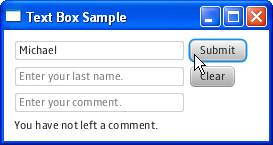 Text Box Sample
Michael
Submit
Enter your last name.
Clear
Enter your comment.
You have not left a comment.